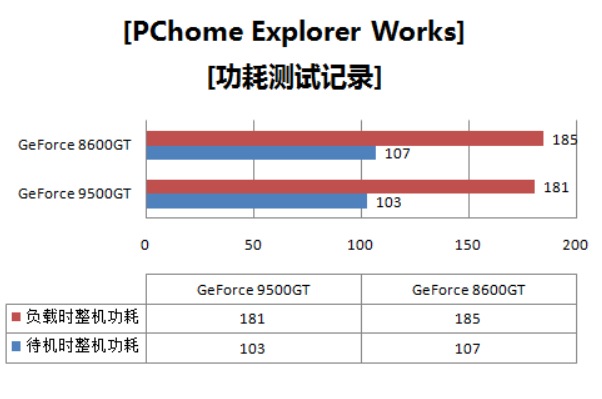 [PChome Explorer Works]
[功耗测试记录]
GeForce 8600GT
185
107
GeForce 9500GT
181
103
0 50 100 150 200
GeForce 9500GT GeForce 8600GT
负载时整机功耗 181 185
待机时整机功耗 103 107